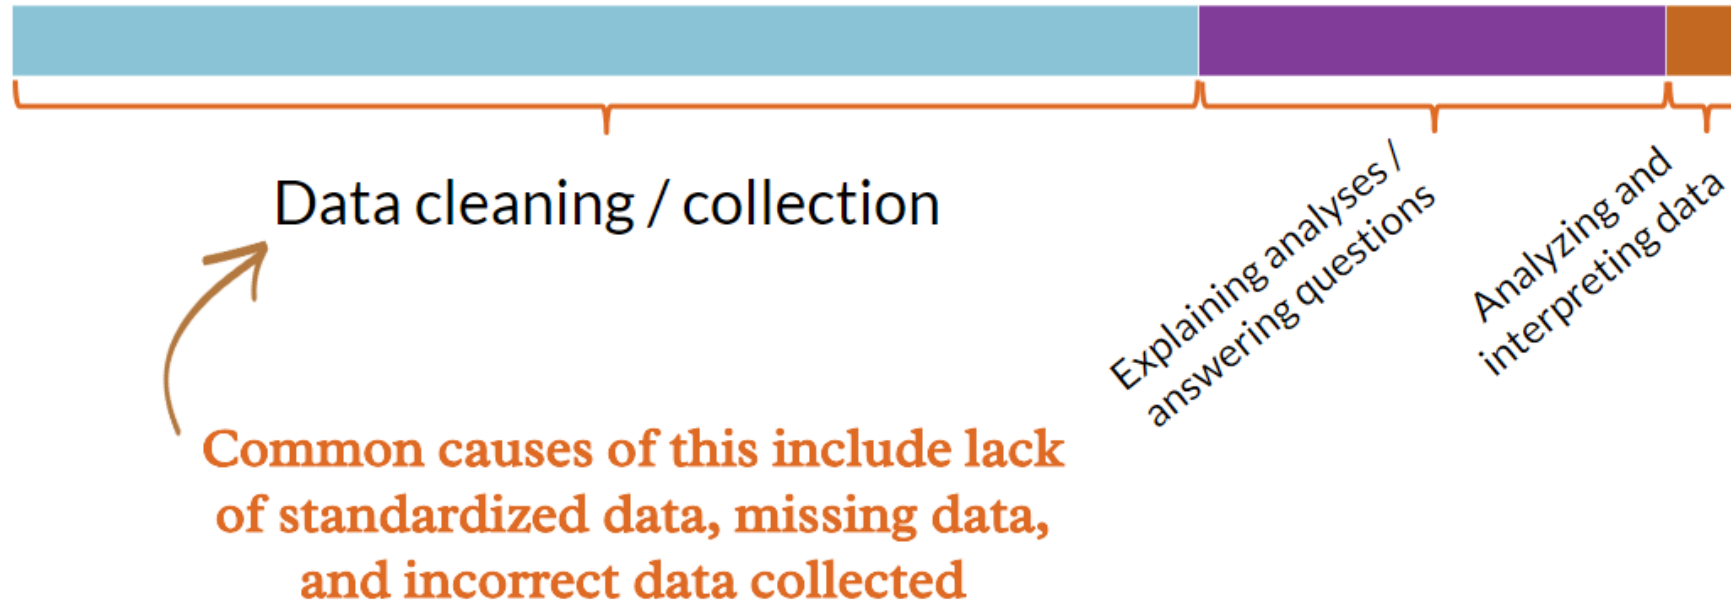 Data cleaning / collection
Explaining analyses /
answering questions
Analyzing and
interpreting data
Common causes of this include lack
of standardized data, missing data,
and incorrect data collected